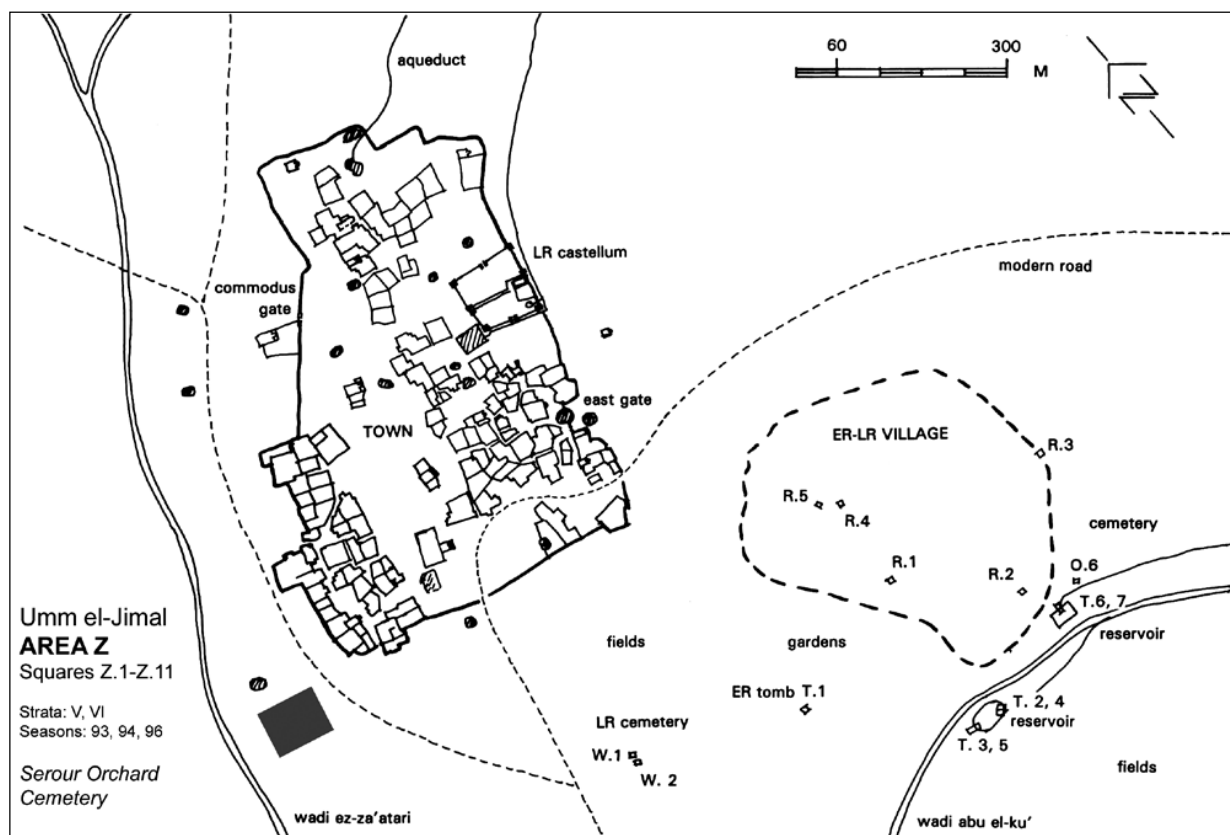 aqueduct
60 300
M
N
LR castellum
commodus
gate
modern road
east gate
TOWN
ER-LR VILLAGE
R.3
R.5
R.4
cemetery
R.1
R.2
O.6
T.6, 7
reservoir
Umm el-Jimal
AREA Z
Squares Z.1-Z.11
Strata: V, VI
Seasons: 93, 94, 96
Serour Orchard
Cemetery
fields
gardens
ER tomb T.1
T. 2, 4
reservoir
T. 3, 5
LR cemetery
W.1
W. 2
fields
wadi ez-za'atari
wadi abu el-ku'